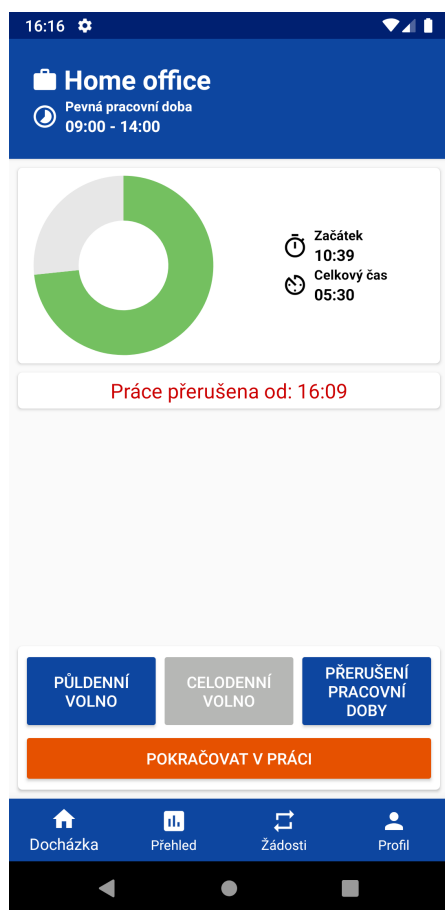 16:16
Home office
Pevná pracovní doba
09:00 - 14:00
Začátek
10:39
Celkový čas
05:30
Práce přerušena od: 16:09
PŮLDENNÍ
VOLNO
CELODENNÍ
VOLNO
PŘERUŠENÍ
PRACOVNÍ
DOBY
POKRAČOVAT V PRÁCI
Docházka
Přehled
Žádosti
Profil